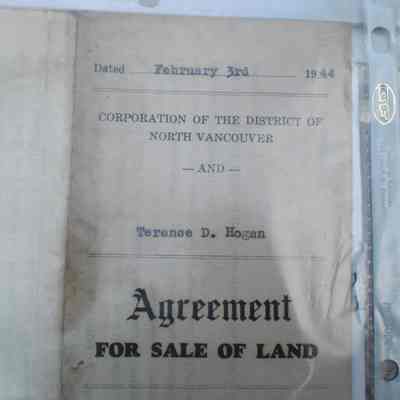 Dated February 3rd 1944
CORPORATION OF THE DISTRICT OF
NORTH VANCOUVER
— AND —
Terence D. Hogan
Agreement
FOR SALE OF LAND